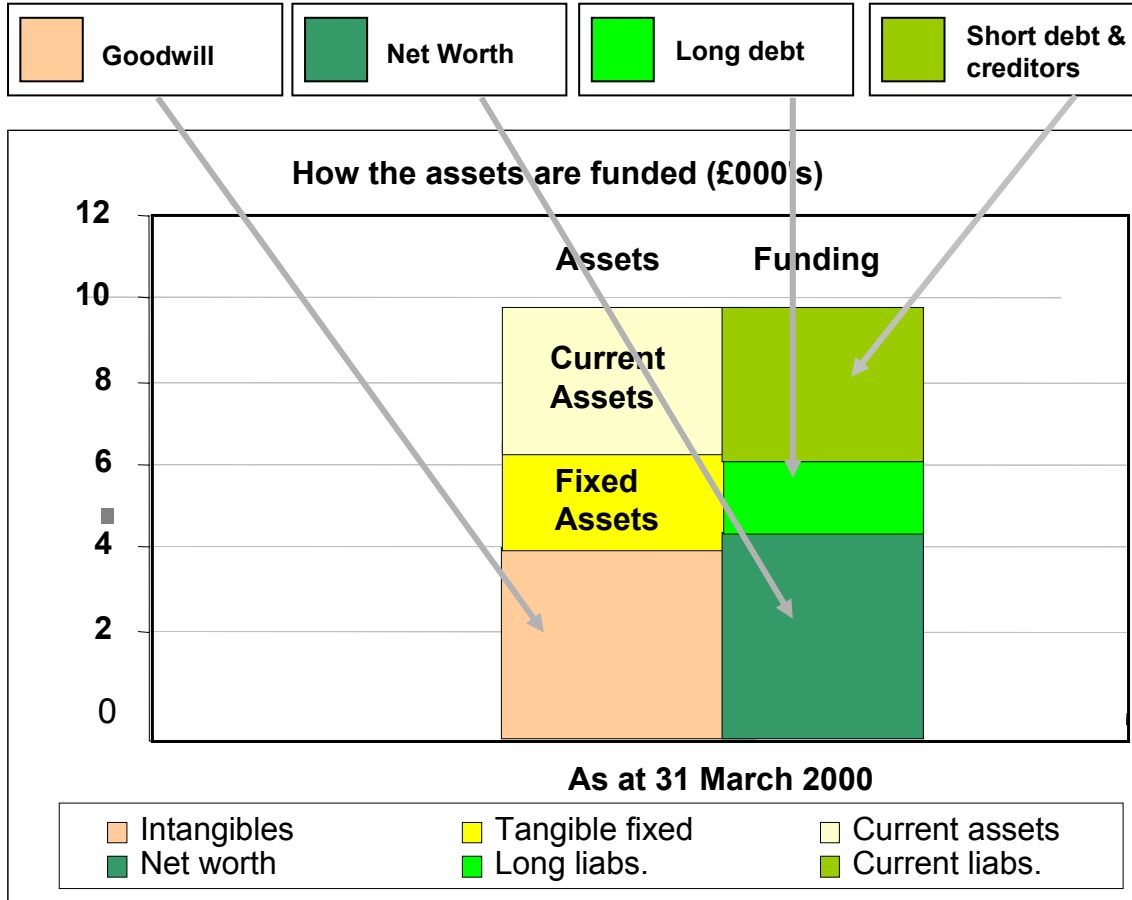 Goodwill
Net Worth
Long debt
Short debt &
creditors
How the assets are funded (£000's)
12
10
8
6
4
2
0
Assets
Funding
Current
Assets
Fixed
Assets
As at 31 March 2000
Intangibles
Tangible fixed
Current assets
Net worth
Long liabs.
Current liabs.